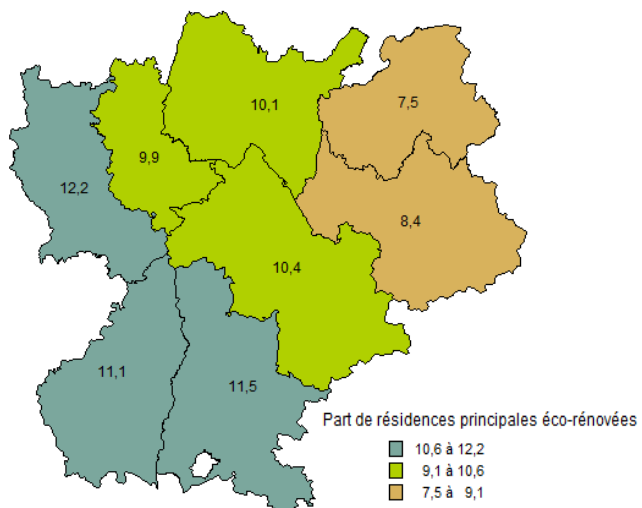 10,1
7,5
9,9
12,2
8,4
10,4
11,1
11,5
Part de résidences principales éco-rénovées
10,6 à 12,2
9,1 à 10,6
7,5 à 9,1